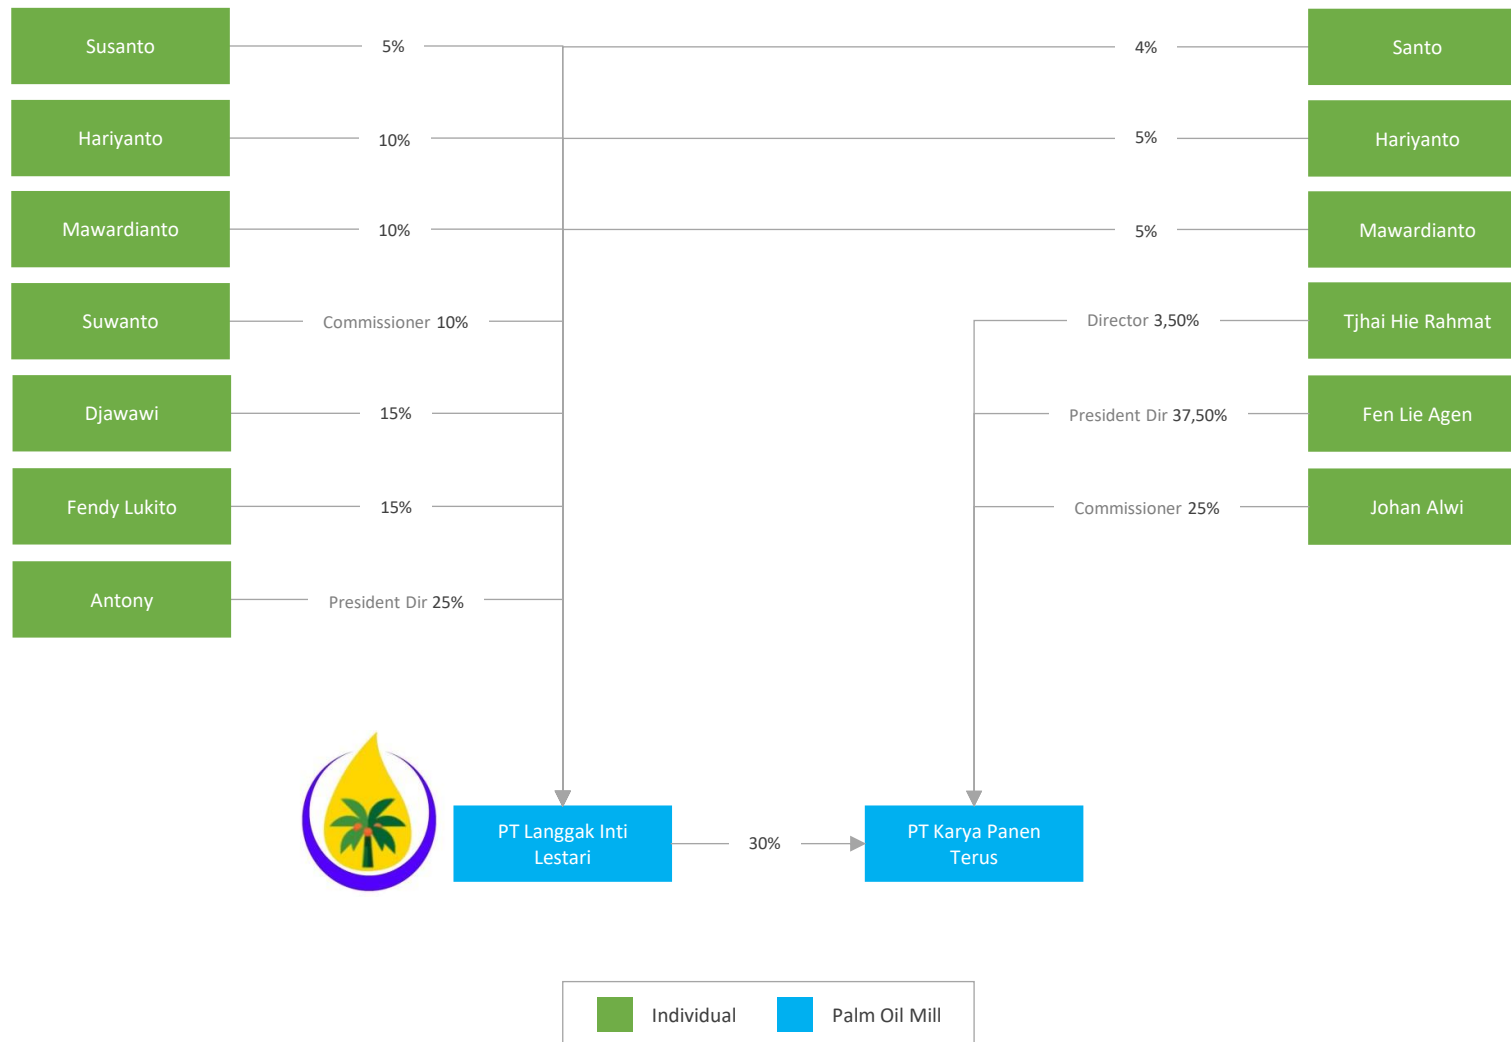 Susanto
5%
4%
Santo
Hariyanto
10%
5%
Hariyanto
Mawardianto
10%
5%
Mawardianto
Suwanto
Commissioner 10%
Director 3,50%
Tjhai Hie Rahmat
Djawawi
15%
President Dir 37,50%
Fen Lie Agen
Fendy Lukito
15%
Commissioner 25%
Johan Alwi
Antony
President Dir 25%
PT Langgak Inti
Lestari
30%
PT Karya Panen
Terus
Individual
Palm Oil Mill